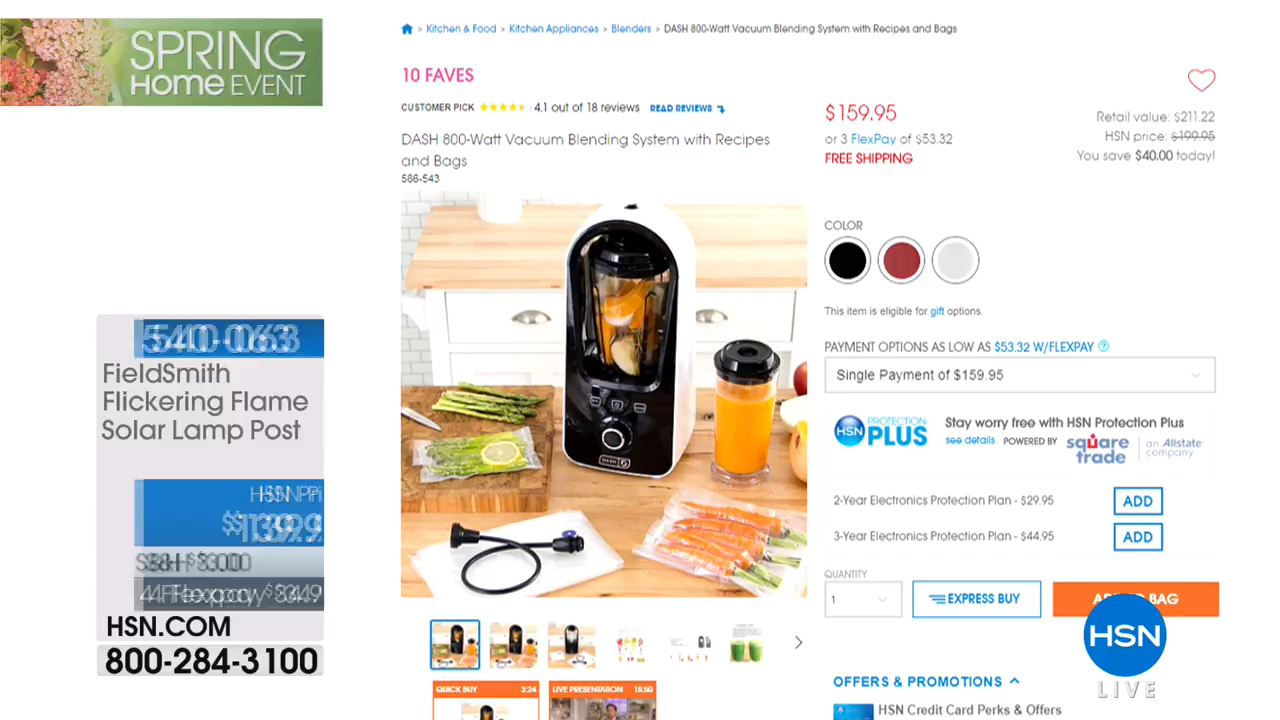 SPRING
Home EVENT
FieldSmith
Flickering Flame
Solar Lamp Post
HSN.COM
800-284-3100
> Kitchen & Food > Kitchen Appliances > Blenders > DASH 800-Watt Vacuum Blending System with Recipes and Bags
10 FAVES
CUSTOMER PICK 4.1 out of 18 reviews READ REVIEWS
DASH 800-Watt Vacuum Blending System with Recipes
and Bags
586-543
DASH
QUICK BUY 3:24
LIVE PRESENTATION
$159.95
or 3 FlexPay of $53.32
FREE SHIPPING
Retail value: $211.22
HSN price: $199.95
You save $40.00 today!
COLOR
This item is eligible for gift options.
PAYMENT OPTIONS AS LOW AS $53.32 W/FLEXPAY ?
Single Payment of $159.95
HSN PROTECTION PLUS
Stay worry free with HSN Protection Plus
see details POWERED BY square trade | an Allstate company
2-Year Electronics Protection Plan - $29.95 ADD
3-Year Electronics Protection Plan - $44.95 ADD
QUANTITY
1
EXPRESS BUY
BAG
HSN
LIVE
OFFERS & PROMOTIONS
HSN Credit Card Perks & Offers